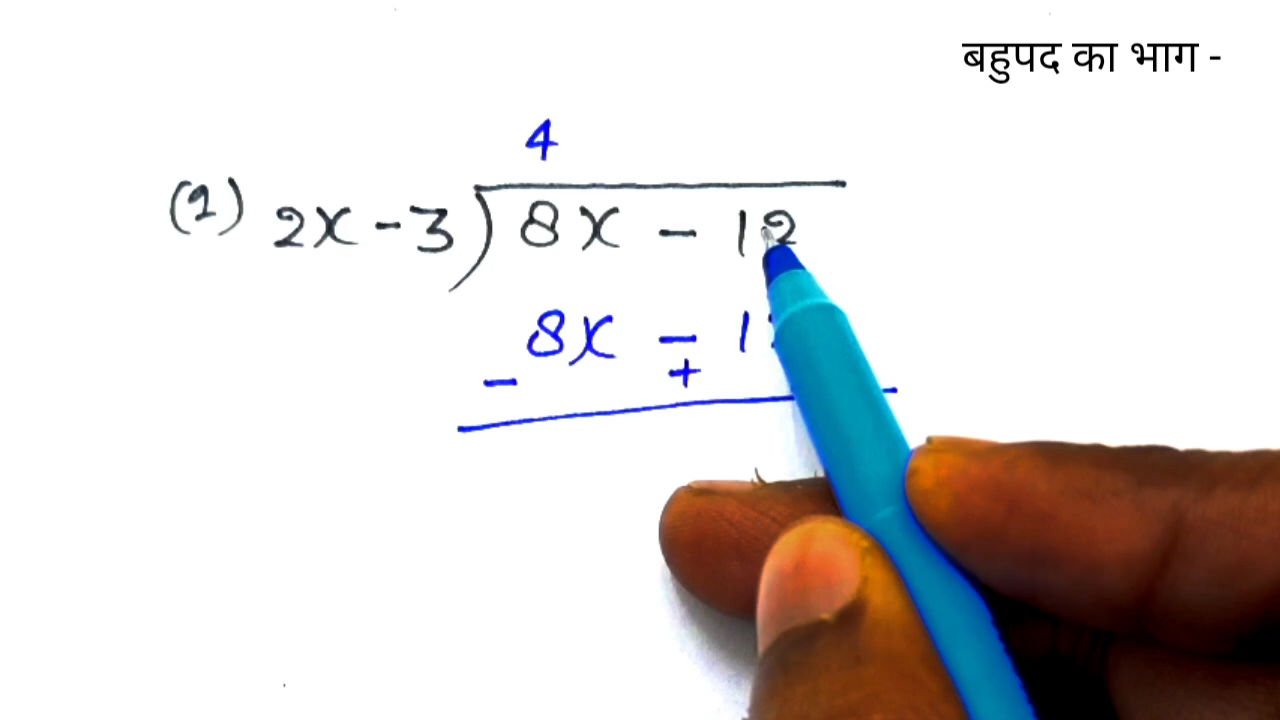 बहुपद का भाग -
4
(1) 2x - 3 ) 8x - 12
8x - 1
- +